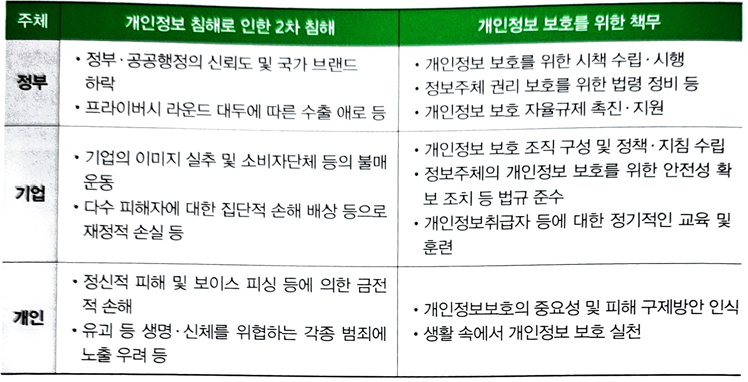 주체 개인정보 침해로 인한 2차 침해 개인정보 보호를 위한 책무
정부
• 정부·공공행정의 신뢰도 및 국가 브랜드
하락
• 프라이버시 라운드 대두에 따른 수출 애로 등
• 개인정보 보호를 위한 시책 수립·시행
• 정보주체 권리 보호를 위한 법령 정비 등
• 개인정보 보호 자율규제 촉진·지원
기업
• 기업의 이미지 실추 및 소비자단체 등의 불매
운동
• 다수 피해자에 대한 집단적 손해 배상 등으로
재정적 손실 등
• 개인정보 보호 조직 구성 및 정책·지침 수립
• 정보주체의 개인정보 보호를 위한 안전성 확
보 조치 등 법규 준수
• 개인정보취급자 등에 대한 정기적인 교육 및
훈련
개인
• 정신적 피해 및 보이스 피싱 등에 의한 금전
적 손해
• 유괴 등 생명·신체를 위협하는 각종 범죄에
노출 우려 등
• 개인정보보호의 중요성 및 피해 구제방안 인식
• 생활 속에서 개인정보 보호 실천